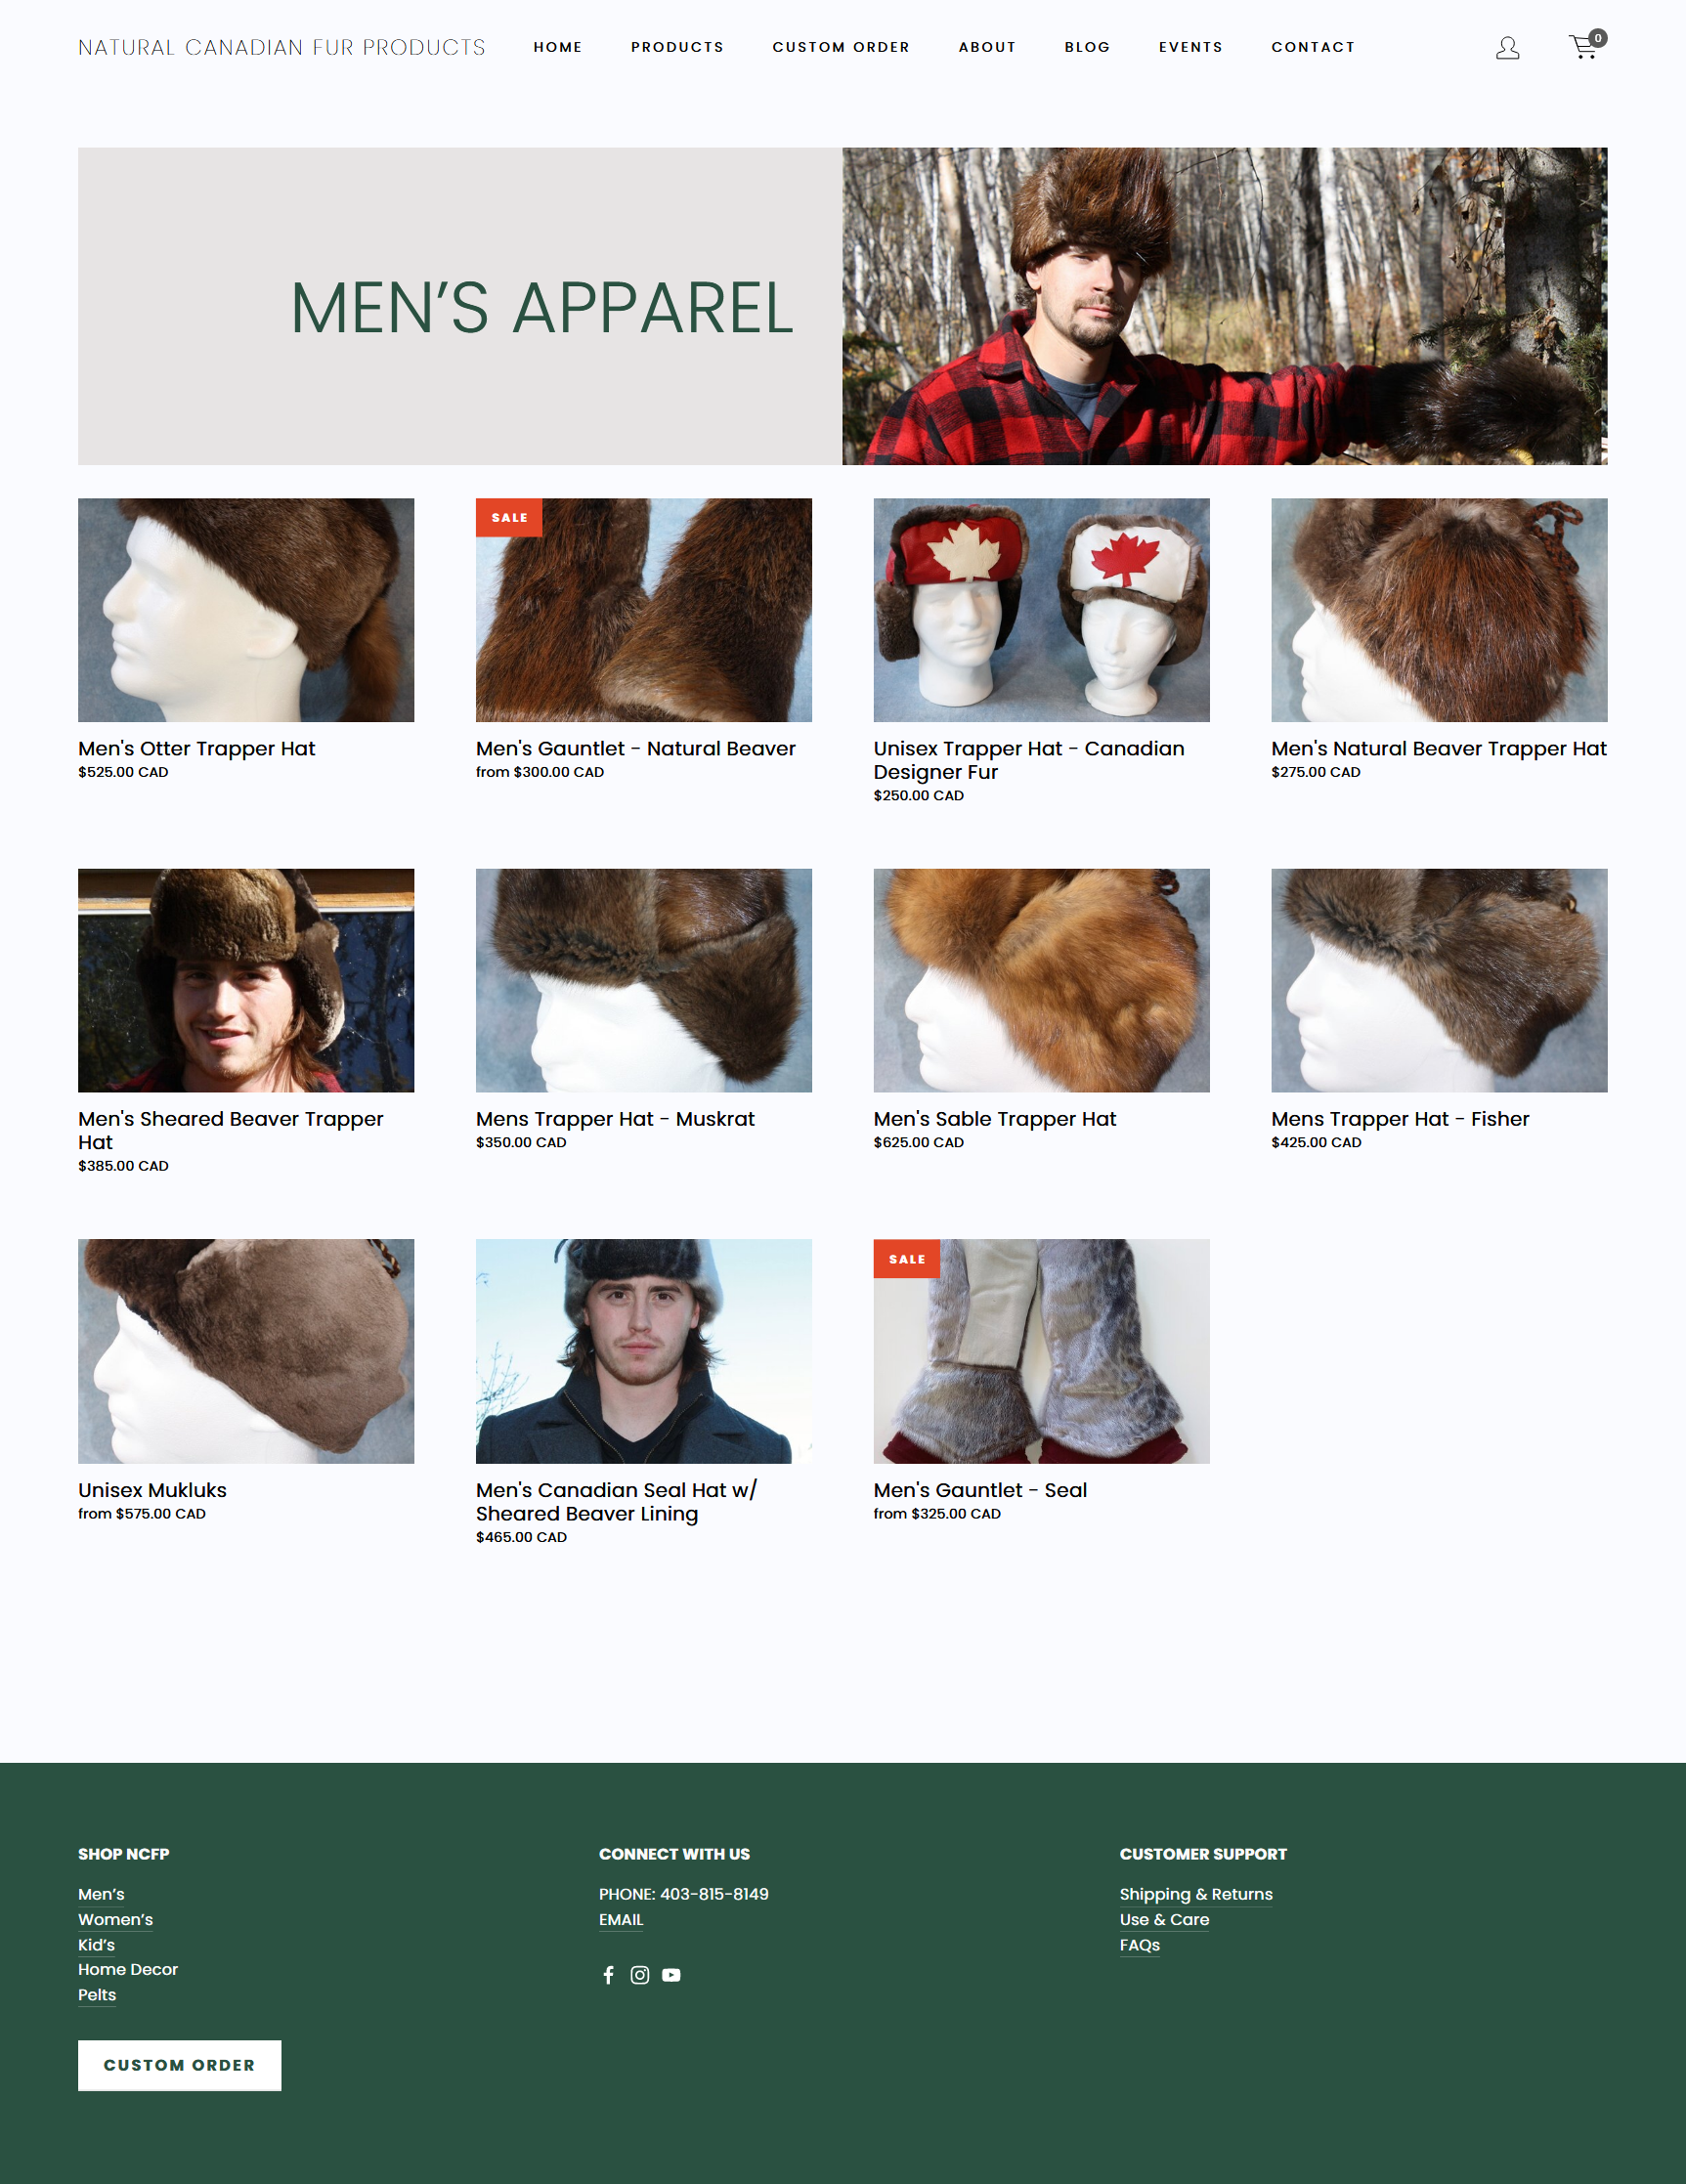 NATURAL CANADIAN FUR PRODUCTS
HOME
PRODUCTS
CUSTOM ORDER
ABOUT
BLOG
EVENTS
CONTACT
0
MEN’S APPAREL
Men's Otter Trapper Hat
$525.00 CAD
SALE
Men's Gauntlet - Natural Beaver
from $300.00 CAD
Unisex Trapper Hat - Canadian
Designer Fur
$250.00 CAD
Men's Natural Beaver Trapper Hat
$275.00 CAD
Men's Sheared Beaver Trapper
Hat
$385.00 CAD
Mens Trapper Hat - Muskrat
$350.00 CAD
Men's Sable Trapper Hat
$625.00 CAD
Mens Trapper Hat - Fisher
$425.00 CAD
Unisex Mukluks
from $575.00 CAD
Men's Canadian Seal Hat w/
Sheared Beaver Lining
$465.00 CAD
SALE
Men's Gauntlet - Seal
from $325.00 CAD
SHOP NCFP
Men’s
Women’s
Kid’s
Home Decor
Pelts
CUSTOM ORDER
CONNECT WITH US
PHONE: 403-815-8149
EMAIL
CUSTOMER SUPPORT
Shipping & Returns
Use & Care
FAQs